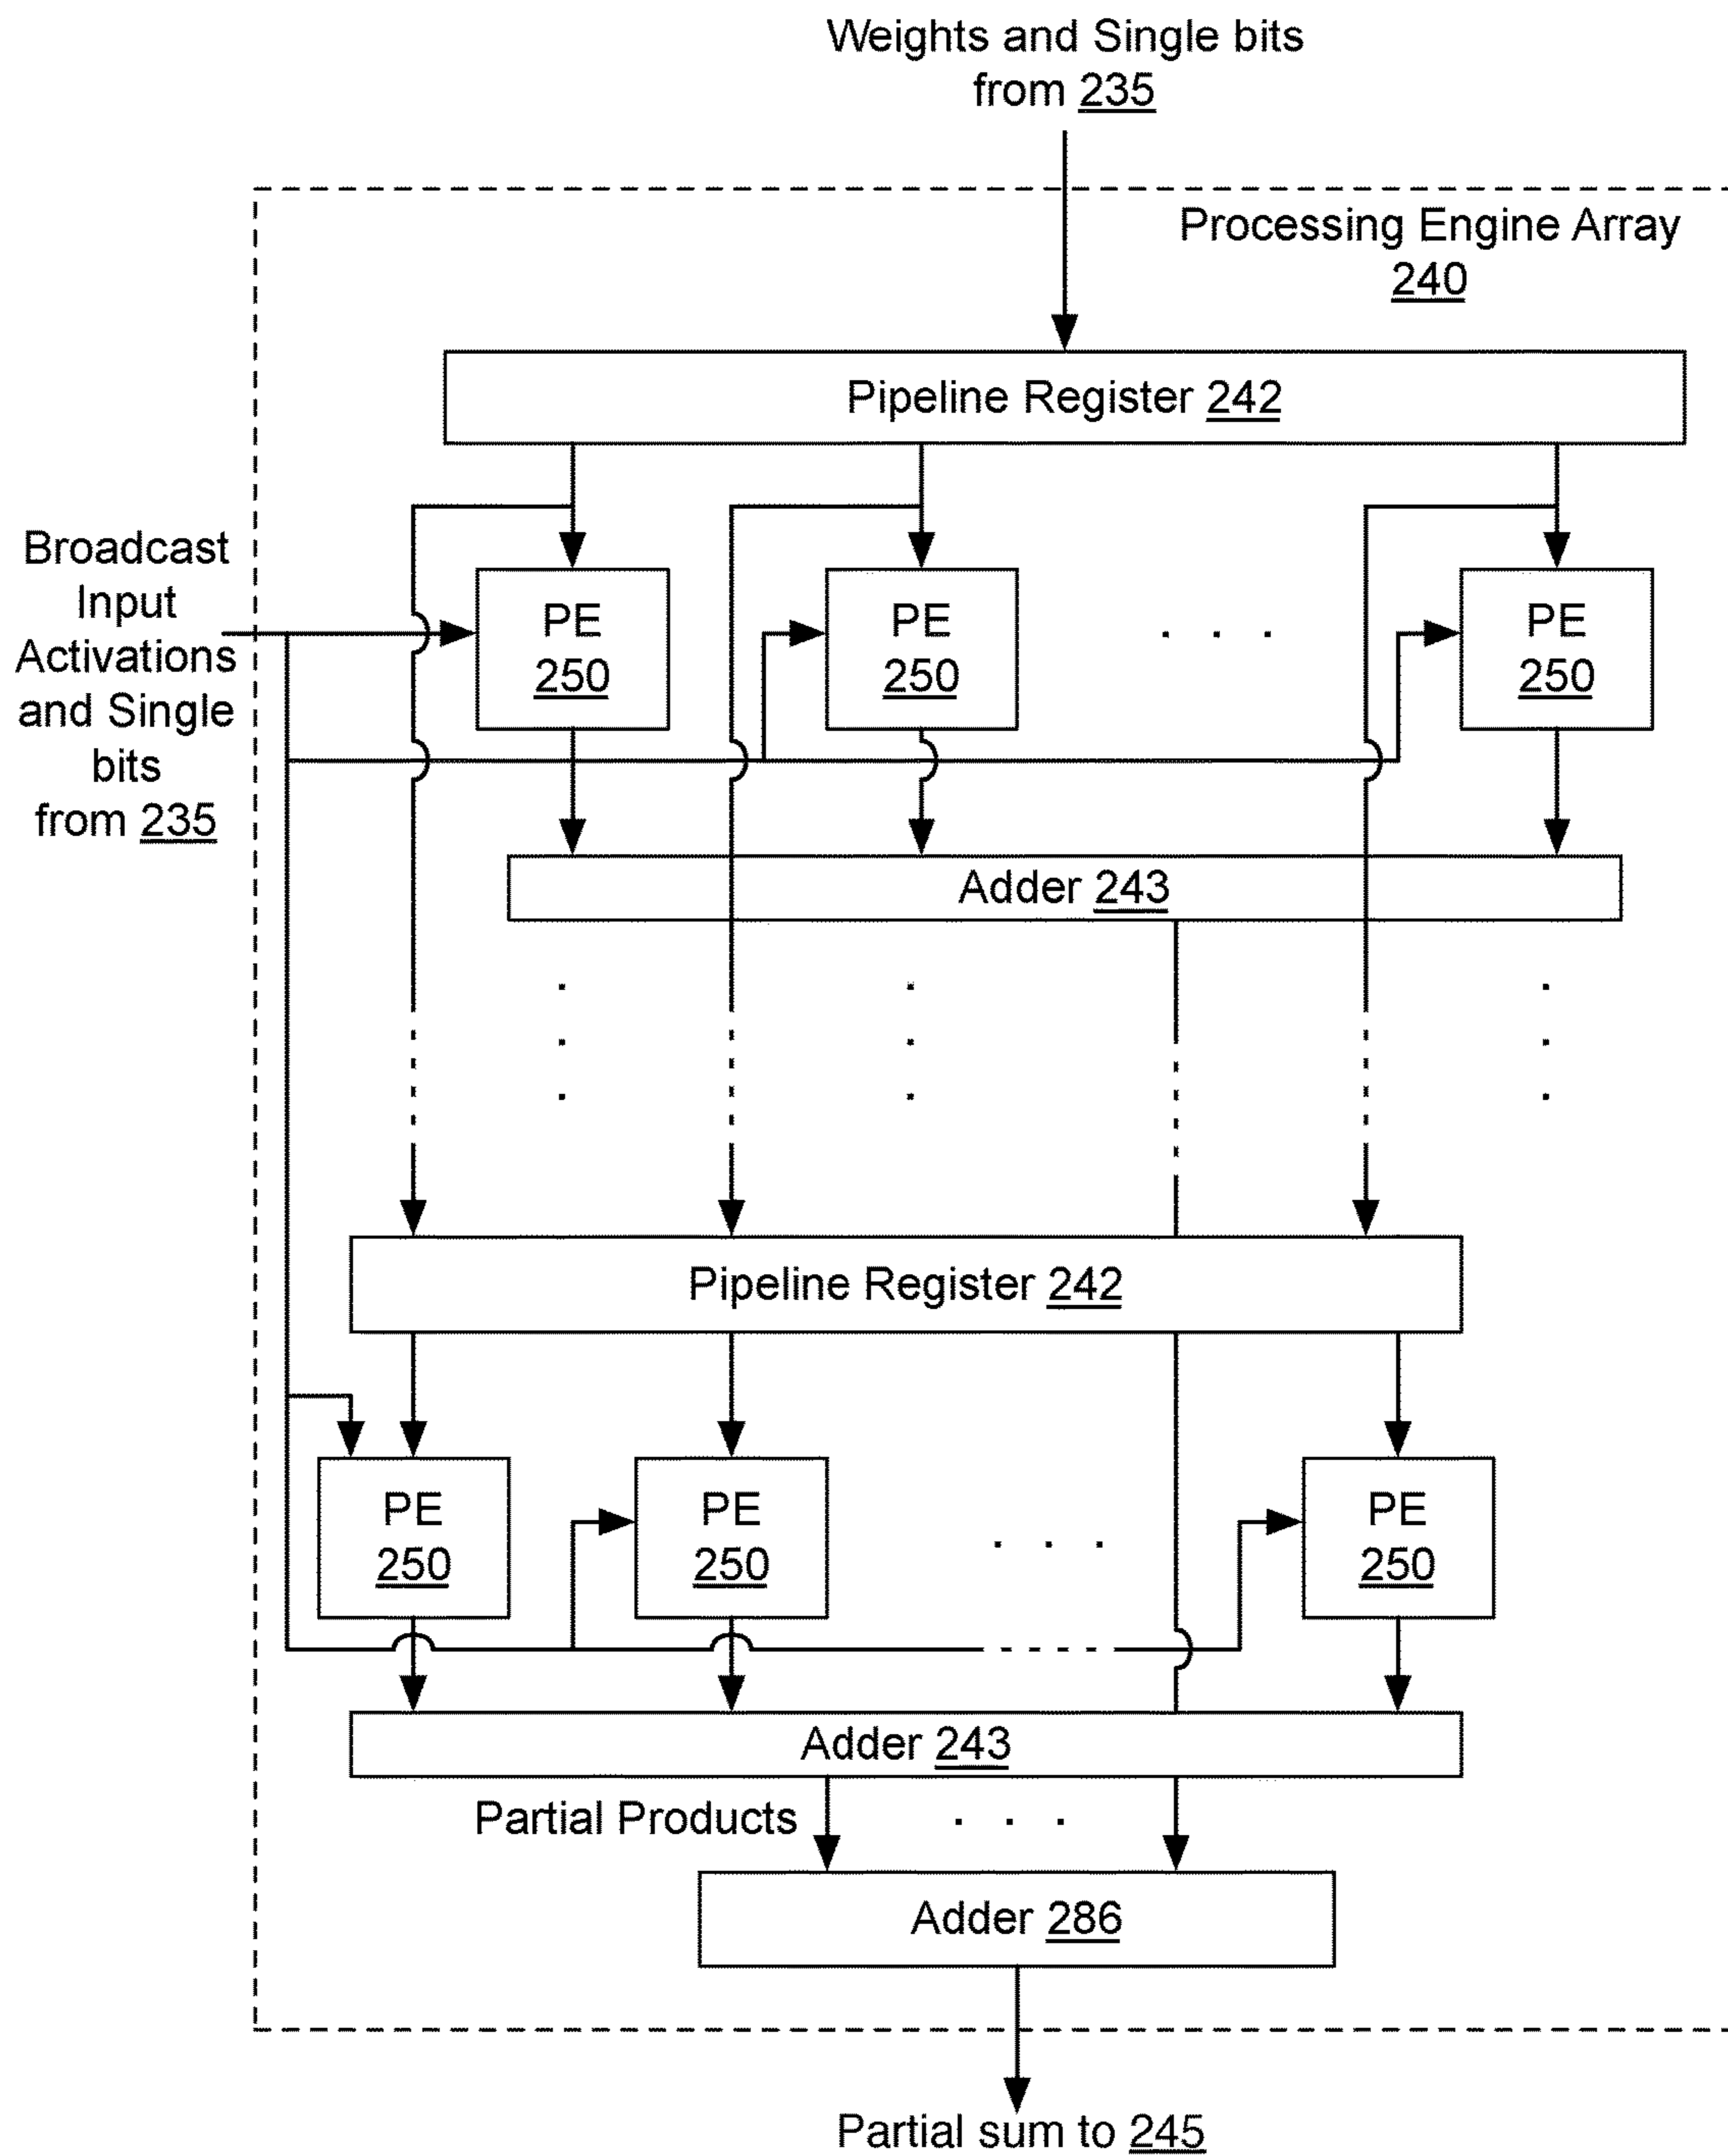 Weights and Single bits
from 235
Processing Engine Array
240
Pipeline Register 242
Broadcast
Input
Activations
and Single
bits
from 235
PE
250
PE
250
. . .
PE
250
Adder 243
Pipeline Register 242
PE
250
PE
250
. . .
PE
250
Adder 243
Partial Products
. . .
Adder 286
Partial sum to 245